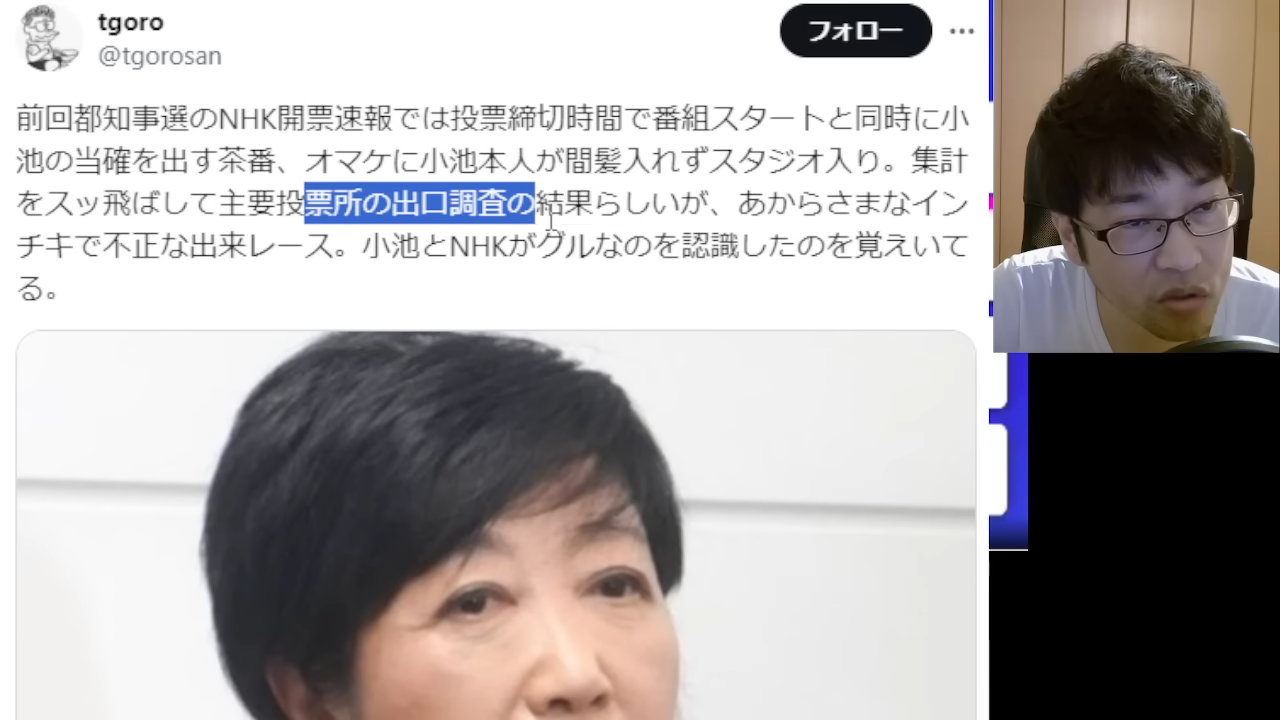 tgoro
@tgorosan
フォロー
前回都知事選のNHK開票速報では投票締切時間で番組スタートと同時に小
池の当確を出す茶番、オマケに小池本人が間髪入れずスタジオ入り。集計
をスッ飛ばして主要投票所の出口調査の結果らしいが、あからさまなイン
チキで不正な出来レース。小池とNHKがグルなのを認識したのを覚えいて
る。